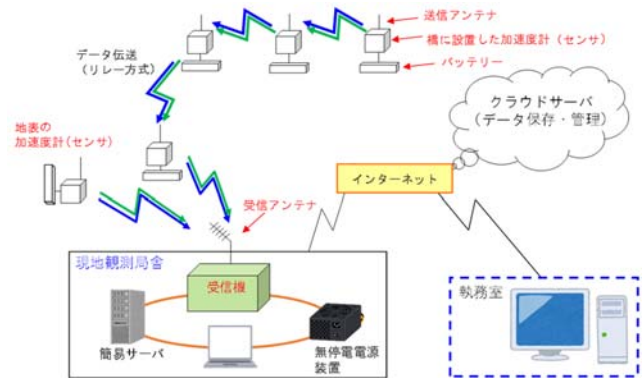 送信アンテナ
橋に設置した加速度計（センサ）
バッテリー
データ伝送
（リレー方式）
クラウドサーバ
（データ保存・管理）
地表の
加速度計（センサ）
インターネット
受信アンテナ
現地観測局舎
受信機
執務室
簡易サーバ
無停電電源
装置